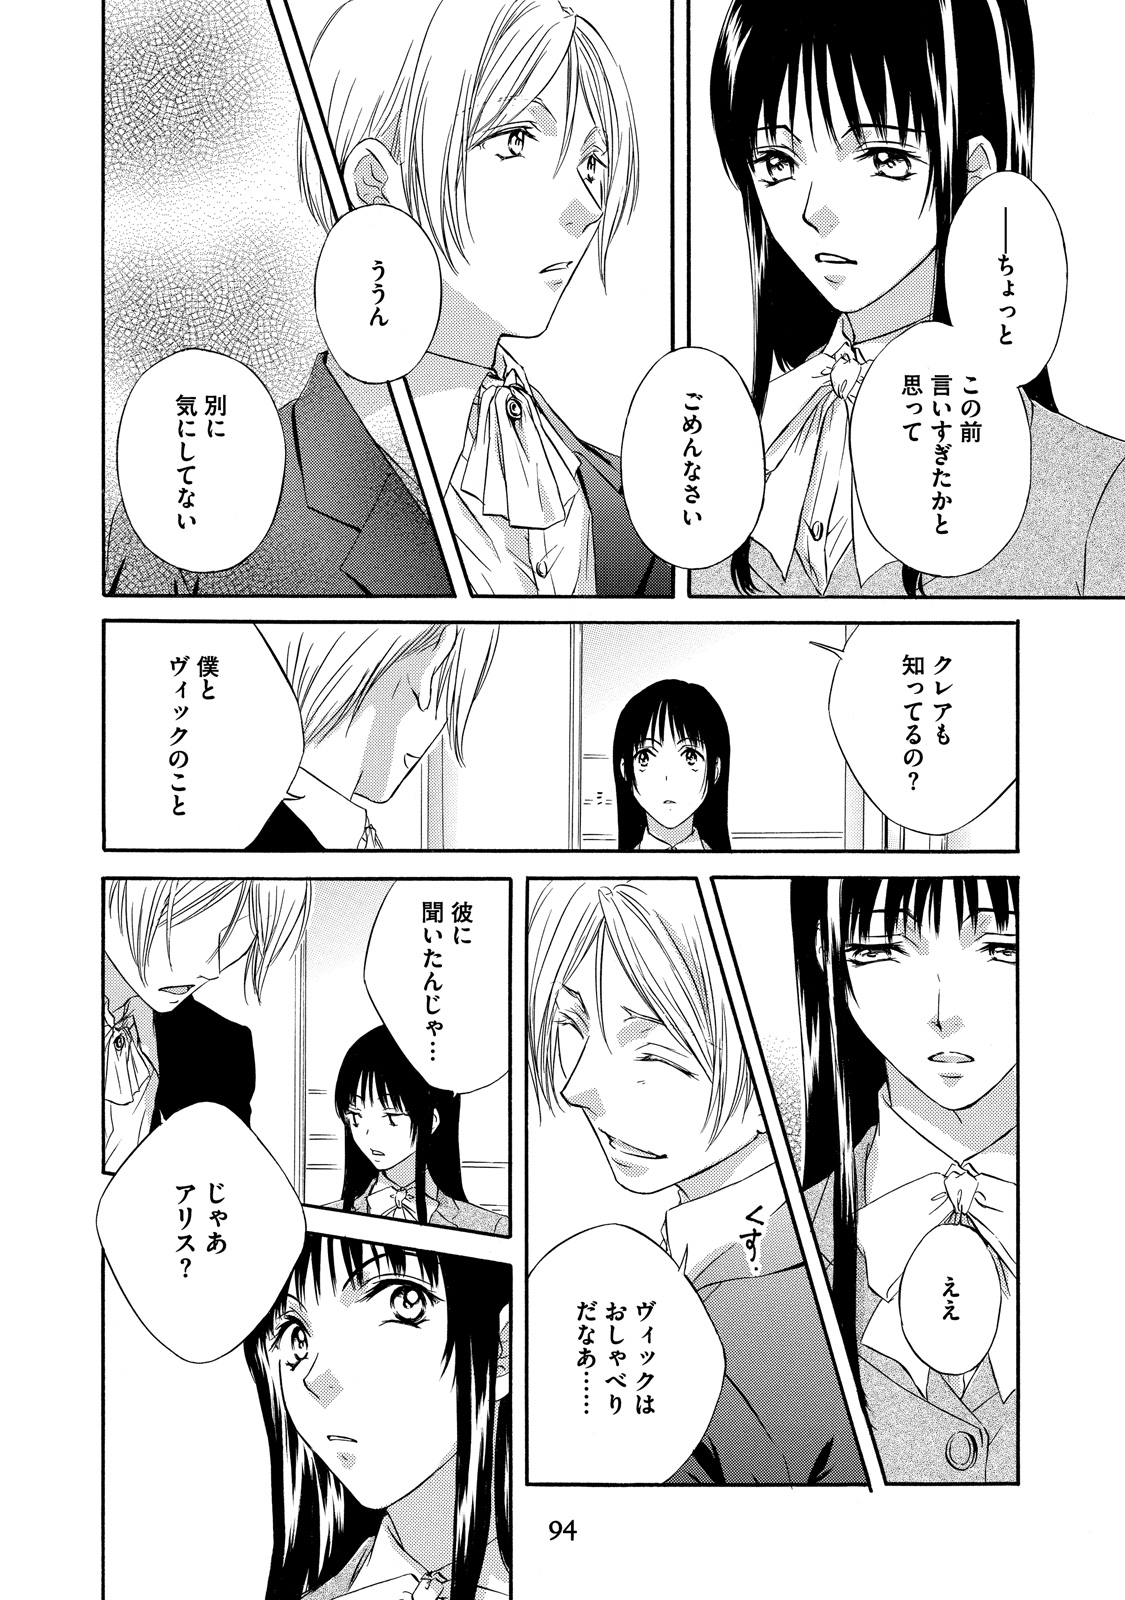 ──ちょっと
この前
言いすぎたかと
思って
ごめんなさい
ううん
別に
気にしてない
クレアも
知ってるの?
僕と
ヴィックのこと
ええ
くす.
ヴィックは
おしゃべり
だなあ……
彼に
聞いたんじゃ…
じゃあ
アリス?
94